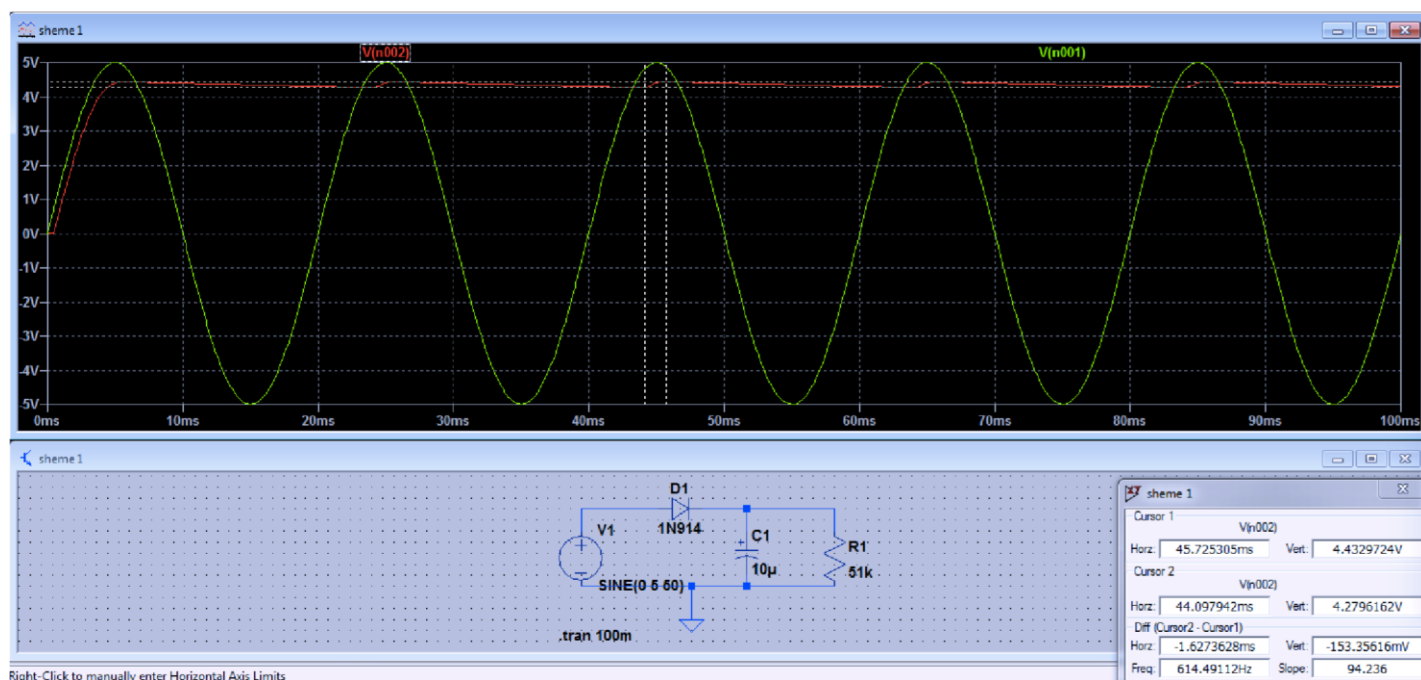 sheme 1
V(n002) V(n001)
5V
4V
3V
2V
1V
0V
-1V
-2V
-3V
-4V
-5V
0ms 10ms 20ms 30ms 40ms 50ms 60ms 70ms 80ms 90ms 100ms
sheme 1
D1
1N914
V1
C1
10µ
R1
51k
SINE(0 5 50)
.tran 100m
sheme 1
Cursor 1
V(n002)
Horz: 45.725305ms Vert: 4.4329724V
Cursor 2
V(n002)
Horz: 44.097942ms Vert: 4.2796162V
Diff (Cursor2 - Cursor1)
Horz: -1.6273628ms Vert: -153.35616mV
Freq: 614.49112Hz Slope: 94.236
Right-Click to manually enter Horizontal Axis Limits